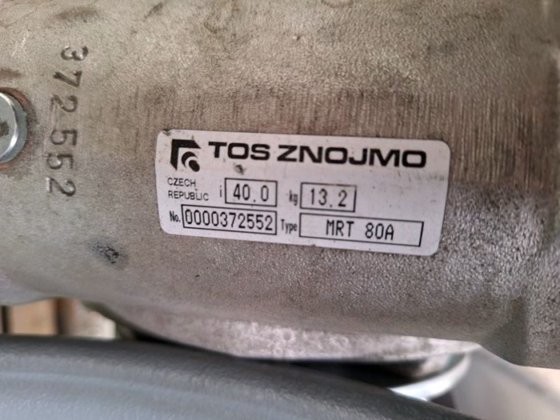 372552
TOS ZNOJMO
CZECH REPUBLIC i 40.0 kg 13.2
No. 0000372552 Type MRT 80A